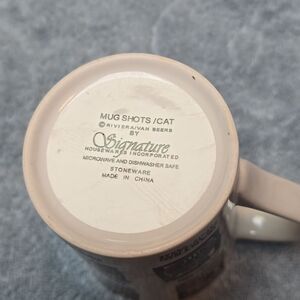 MUG SHOTS/CAT
©RIVIERA/VAN BEERS
BY
Signature
HOUSEWARES INCORPORATED
MICROWAVE AND DISHWASHER SAFE
STONEWARE
MADE IN CHINA